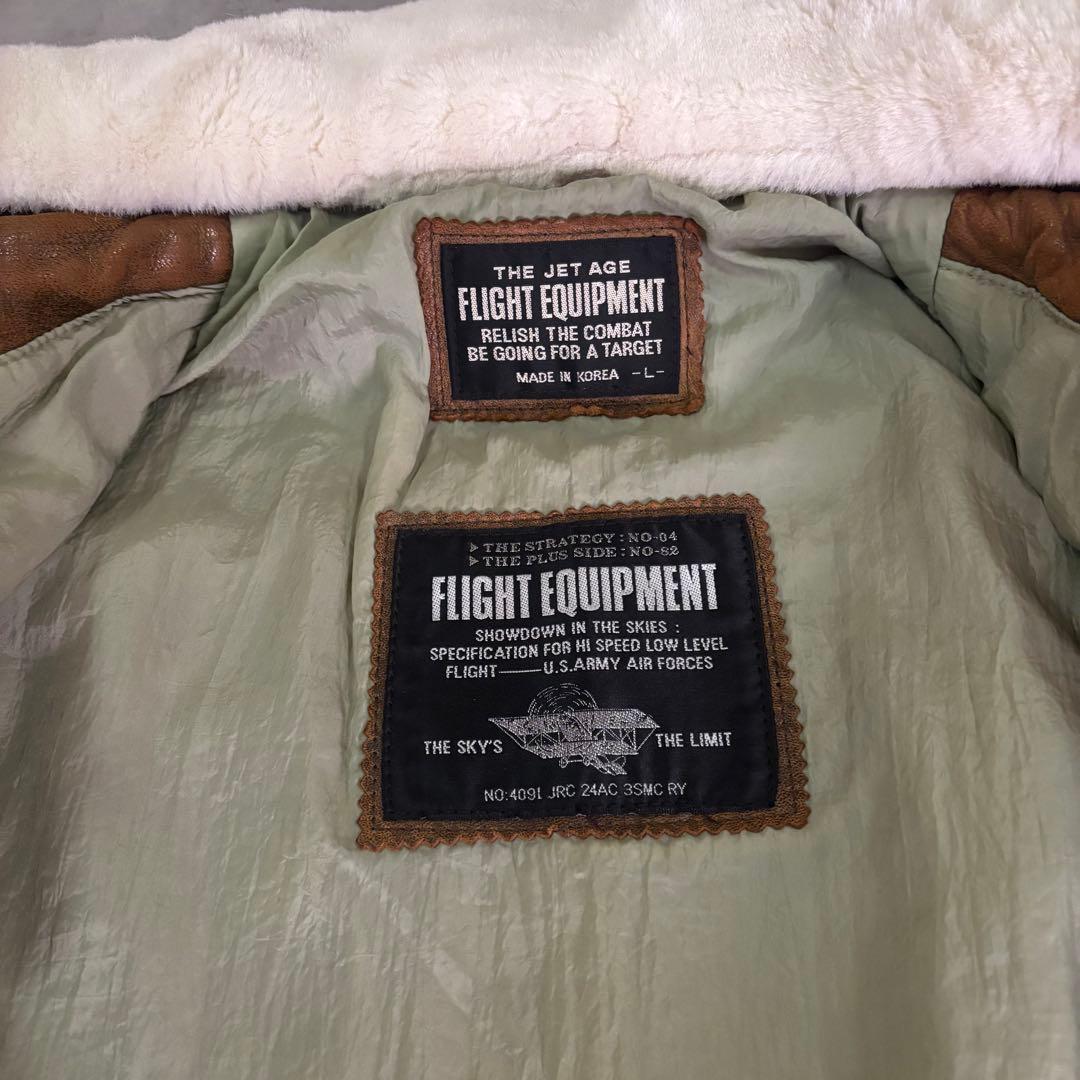 THE JET AGE
FLIGHT EQUIPMENT
RELISH THE COMBAT
BE GOING FOR A TARGET
MADE IN KOREA -L-
THE STRATEGY : NO-04
THE PLUS SIDE : NO-82
FLIGHT EQUIPMENT
SHOWDOWN IN THE SKIES :
SPECIFICATION FOR HI SPEED LOW LEVEL
FLIGHT——U.S.ARMY AIR FORCES
THE SKY'S THE LIMIT
NO:4091 JRC 24AC 3SMC RY